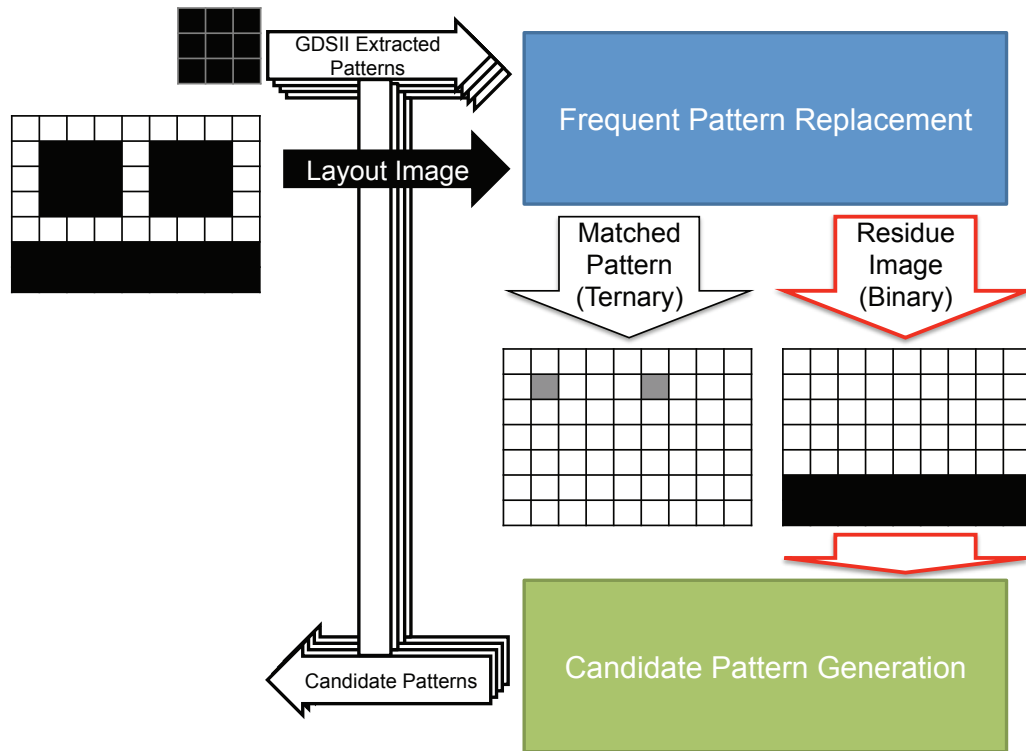 GDSII Extracted
Patterns
Frequent Pattern Replacement
Layout Image
Matched
Pattern
(Ternary)
Residue
Image
(Binary)
Candidate Pattern Generation
Candidate Patterns